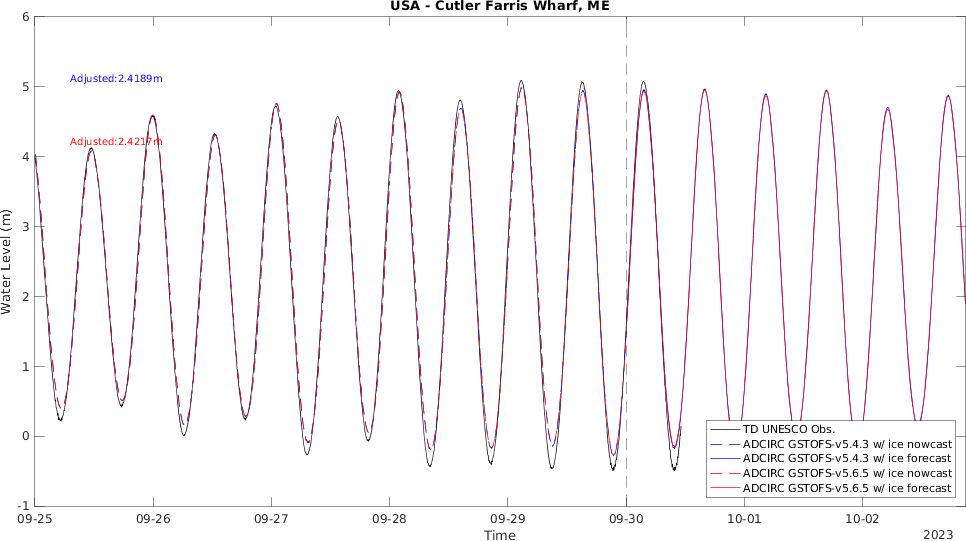 USA - Cutler Farris Wharf, ME
6
5
4
3
2
1
0
-1
Water Level (m)
Adjusted:2.4189m
Adjusted:2.4217m
TD UNESCO Obs.
ADCIRC GSTOFS-v5.4.3 w/ ice nowcast
ADCIRC GSTOFS-v5.4.3 w/ ice forecast
ADCIRC GSTOFS-v5.6.5 w/ ice nowcast
ADCIRC GSTOFS-v5.6.5 w/ ice forecast
09-25 09-26 09-27 09-28 09-29 09-30 10-01 10-02
Time
2023